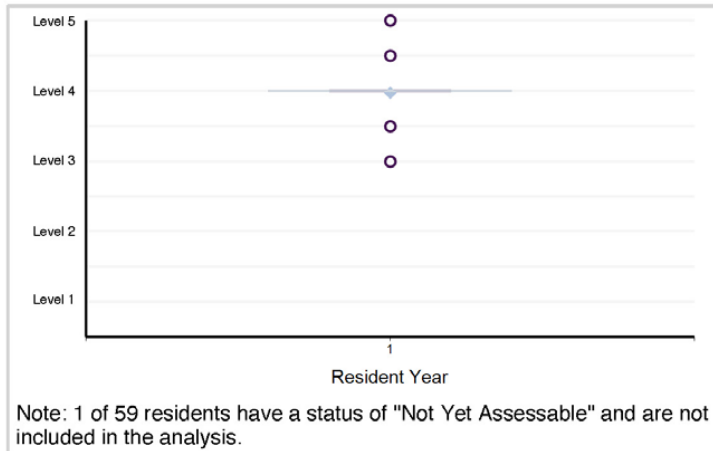 Level 5
Level 4
Level 3
Level 2
Level 1
1
Resident Year
Note: 1 of 59 residents have a status of "Not Yet Assessable" and are not
included in the analysis.